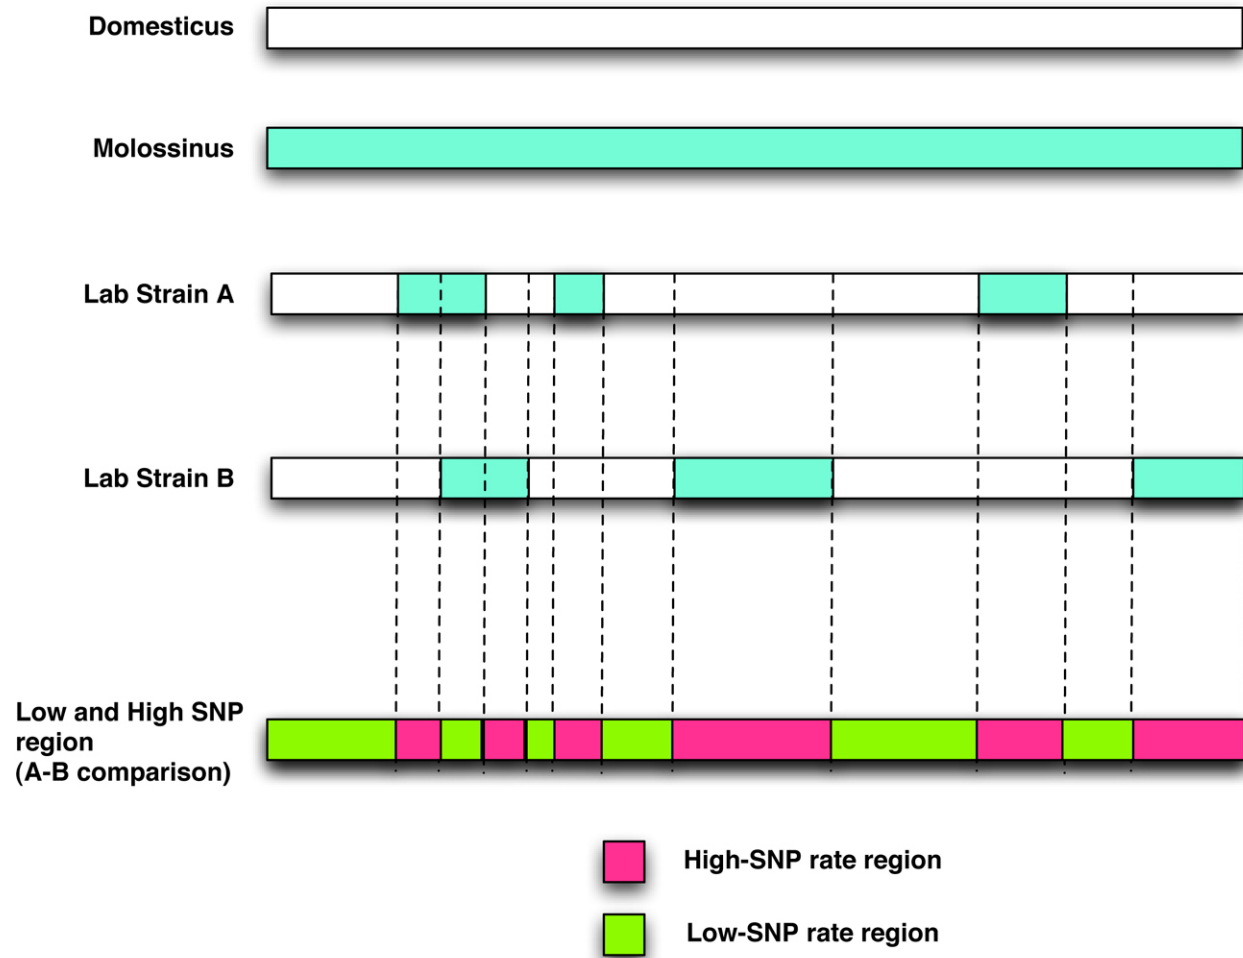 Domesticus
Molossinus
Lab Strain A
Lab Strain B
Low and High SNP
region
(A-B comparison)
High-SNP rate region
Low-SNP rate region